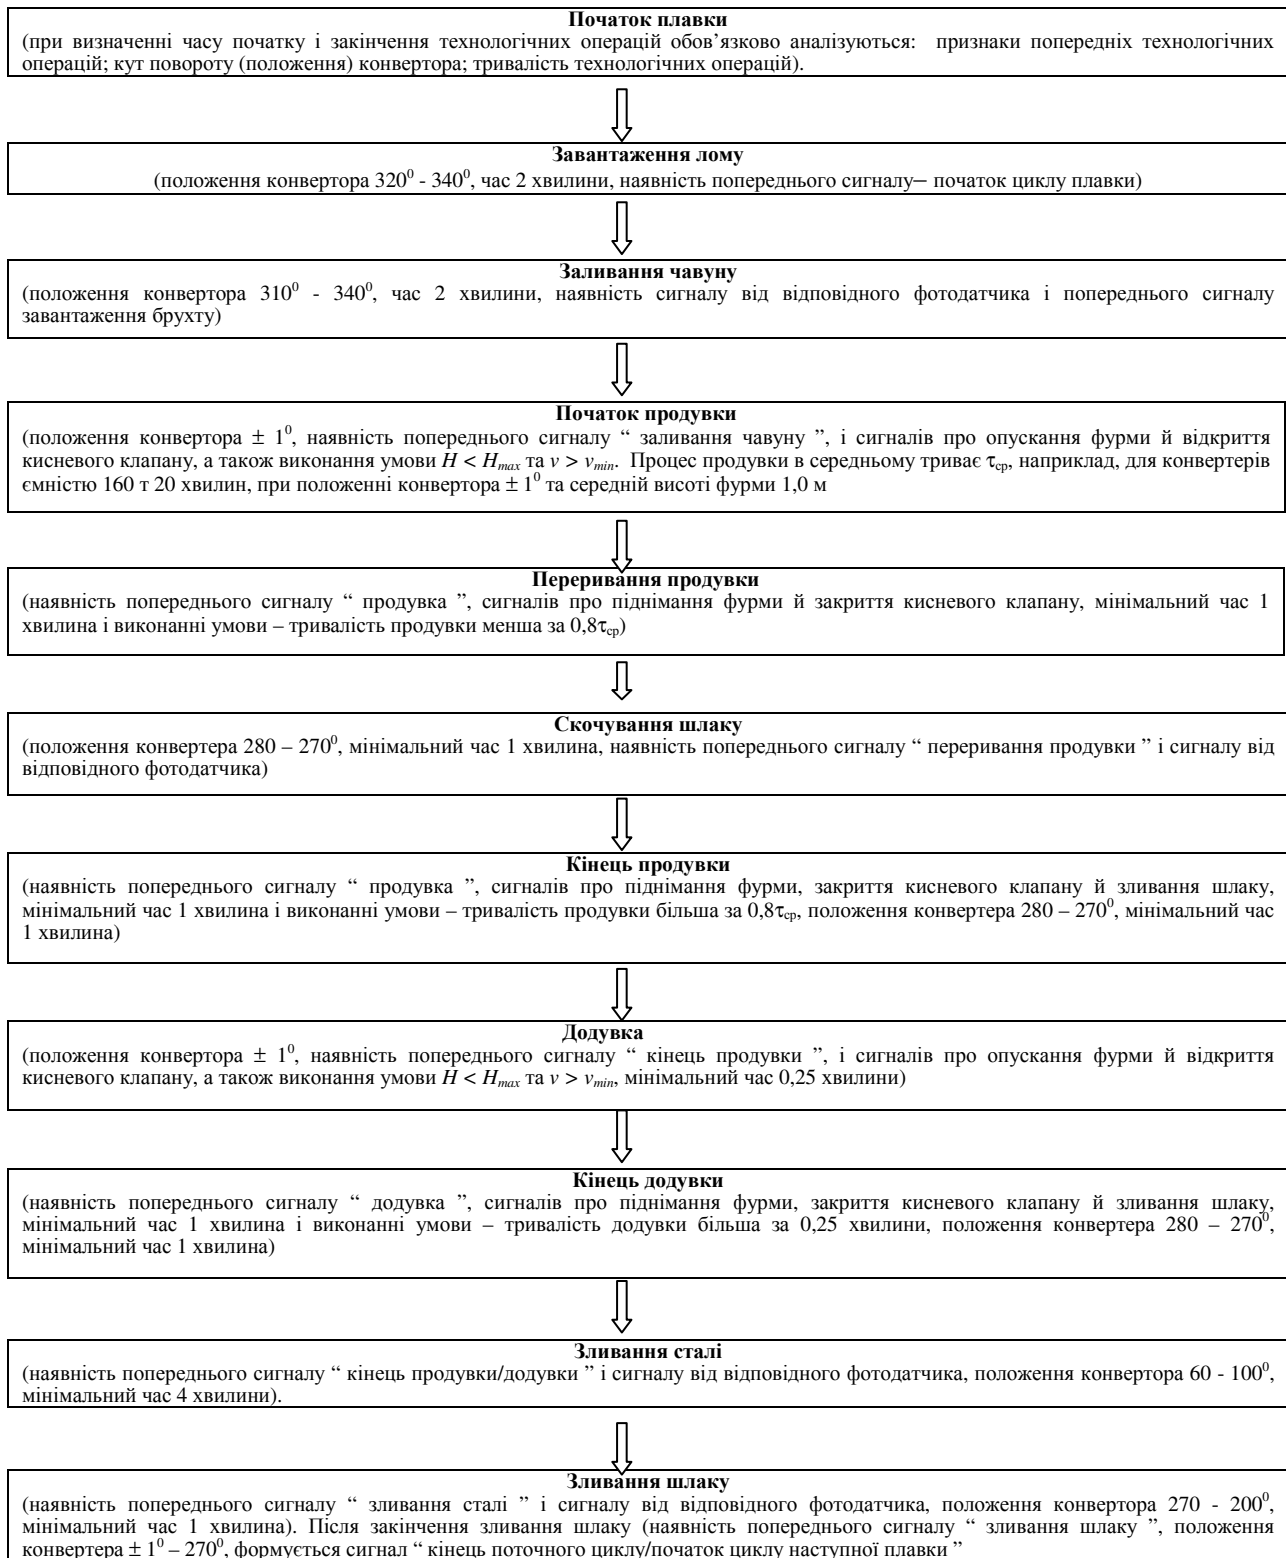 Початок плавки
(при визначенні часу початку і закінчення технологічних операцій обов’язково аналізуються: признаки попередніх технологічних
операцій; кут повороту (положення) конвертора; тривалість технологічних операцій).
Завантаження лому
(положення конвертора 320⁰ - 340⁰, час 2 хвилини, наявність попереднього сигналу– початок циклу плавки)
Заливання чавуну
(положення конвертора 310⁰ - 340⁰, час 2 хвилини, наявність сигналу від відповідного фотодатчика і попереднього сигналу
завантаження брухту)
Початок продувки
(положення конвертора ± 1⁰, наявність попереднього сигналу “ заливання чавуну ”, і сигналів про опускання фурми й відкриття
кисневого клапану, а також виконання умови H < Hmax та v > vmin. Процес продувки в середньому триває τср, наприклад, для конвертерів
ємністю 160 т 20 хвилин, при положенні конвертора ± 1⁰ та середній висоті фурми 1,0 м
Переривання продувки
(наявність попереднього сигналу “ продувка ”, сигналів про піднімання фурми й закриття кисневого клапану, мінімальний час 1
хвилина і виконанні умови – тривалість продувки менша за 0,8τср)
Скочування шлаку
(положення конвертера 280 – 270⁰, мінімальний час 1 хвилина, наявність попереднього сигналу “ переривання продувки ” і сигналу від
відповідного фотодатчика)
Кінець продувки
(наявність попереднього сигналу “ продувка ”, сигналів про піднімання фурми, закриття кисневого клапану й зливання шлаку,
мінімальний час 1 хвилина і виконанні умови – тривалість продувки більша за 0,8τср, положення конвертера 280 – 270⁰, мінімальний час
1 хвилина)
Додувка
(положення конвертора ± 1⁰, наявність попереднього сигналу “ кінець продувки ”, і сигналів про опускання фурми й відкриття
кисневого клапану, а також виконання умови H < Hmax та v > vmin, мінімальний час 0,25 хвилини)
Кінець додувки
(наявність попереднього сигналу “ додувка ”, сигналів про піднімання фурми, закриття кисневого клапану й зливання шлаку,
мінімальний час 1 хвилина і виконанні умови – тривалість додувки більша за 0,25 хвилини, положення конвертера 280 – 270⁰,
мінімальний час 1 хвилина)
Зливання сталі
(наявність попереднього сигналу “ кінець продувки/додувки ” і сигналу від відповідного фотодатчика, положення конвертора 60 - 100⁰,
мінімальний час 4 хвилини).
Зливання шлаку
(наявність попереднього сигналу “ зливання сталі ” і сигналу від відповідного фотодатчика, положення конвертора 270 - 200⁰,
мінімальний час 1 хвилина). Після закінчення зливання шлаку (наявність попереднього сигналу “ зливання шлаку ”, положення
конвертера ± 1⁰ – 270⁰, формується сигнал “ кінець поточного циклу/початок циклу наступної плавки ”